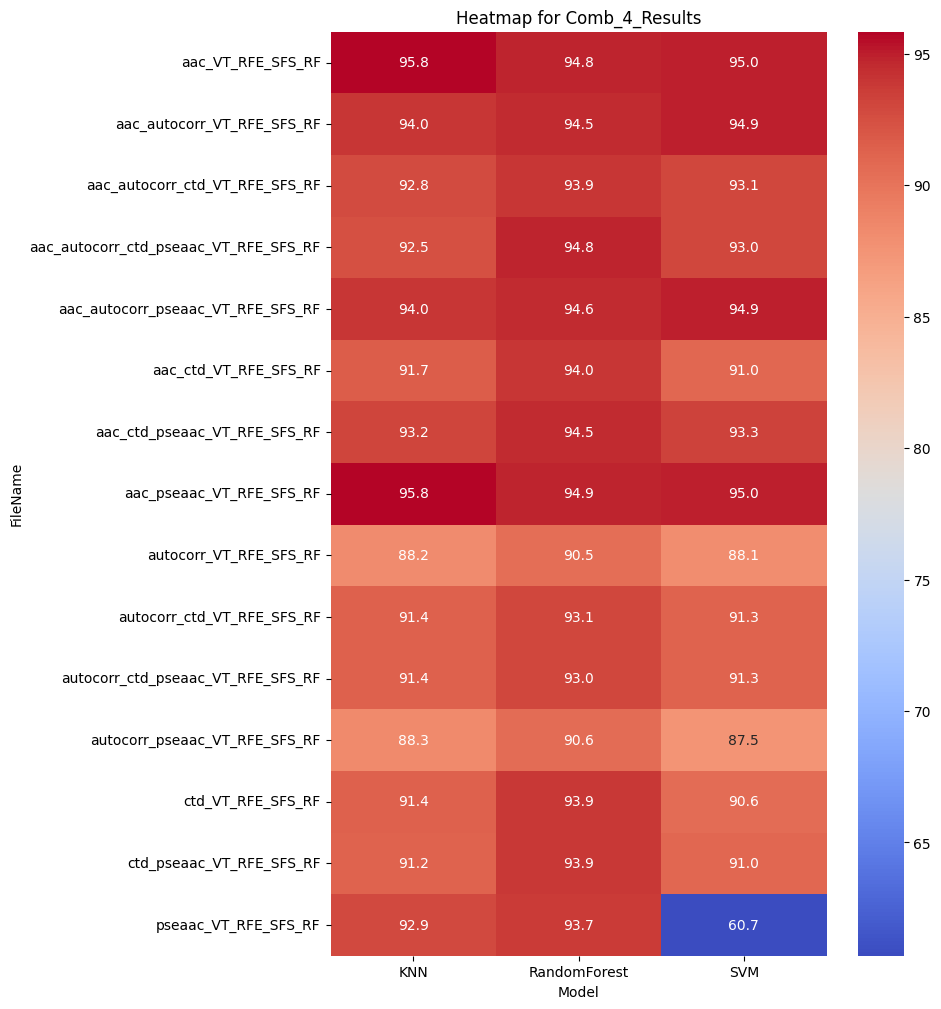 Heatmap for Comb_4_Results
aac_VT_RFE_SFS_RF 95.8 94.8 95.0
aac_autocorr_VT_RFE_SFS_RF 94.0 94.5 94.9
aac_autocorr_ctd_VT_RFE_SFS_RF 92.8 93.9 93.1
aac_autocorr_ctd_pseaac_VT_RFE_SFS_RF 92.5 94.8 93.0
aac_autocorr_pseaac_VT_RFE_SFS_RF 94.0 94.6 94.9
aac_ctd_VT_RFE_SFS_RF 91.7 94.0 91.0
aac_ctd_pseaac_VT_RFE_SFS_RF 93.2 94.5 93.3
aac_pseaac_VT_RFE_SFS_RF 95.8 94.9 95.0
autocorr_VT_RFE_SFS_RF 88.2 90.5 88.1
autocorr_ctd_VT_RFE_SFS_RF 91.4 93.1 91.3
autocorr_ctd_pseaac_VT_RFE_SFS_RF 91.4 93.0 91.3
autocorr_pseaac_VT_RFE_SFS_RF 88.3 90.6 87.5
ctd_VT_RFE_SFS_RF 91.4 93.9 90.6
ctd_pseaac_VT_RFE_SFS_RF 91.2 93.9 91.0
pseaac_VT_RFE_SFS_RF 92.9 93.7 60.7
KNN RandomForest SVM
Model
FileName
95
90
85
80
75
70
65